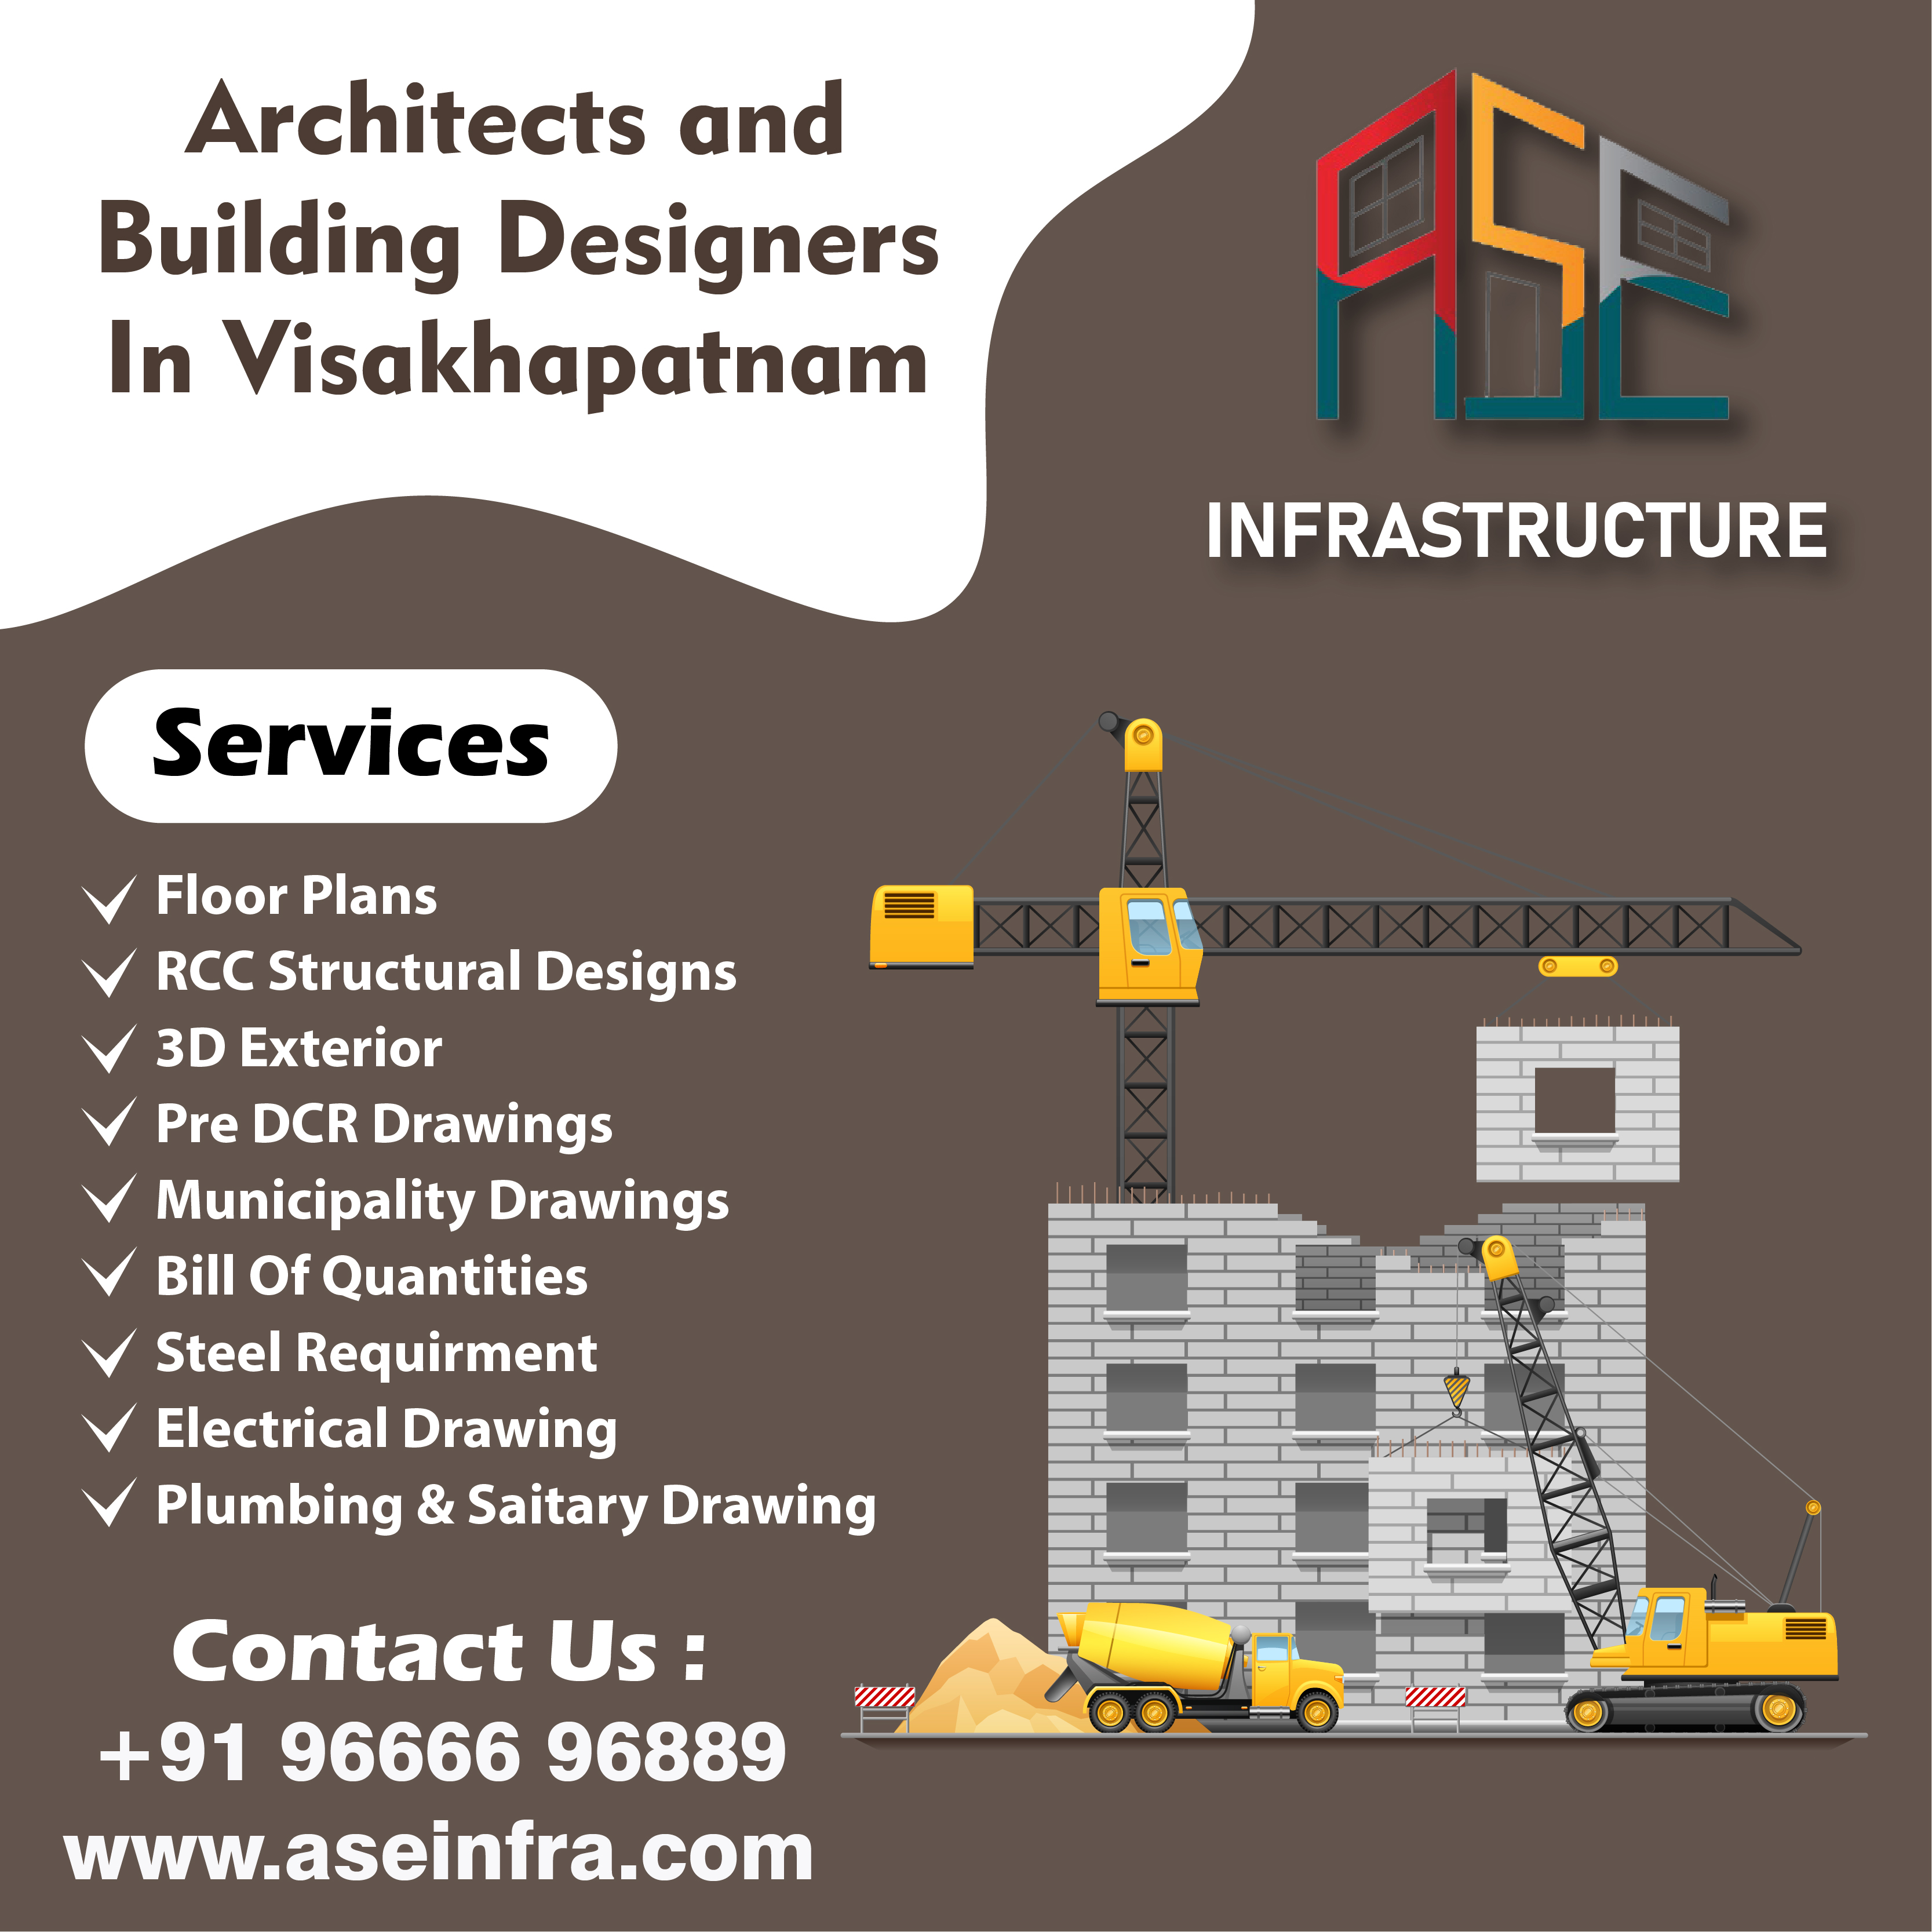 Architects and
Building Designers
In Visakhapatnam
ASE
INFRASTRUCTURE
Services
Floor Plans
RCC Structural Designs
3D Exterior
Pre DCR Drawings
Municipality Drawings
Bill Of Quantities
Steel Requirment
Electrical Drawing
Plumbing & Saitary Drawing
Contact Us :
+91 96666 96889
www.aseinfra.com